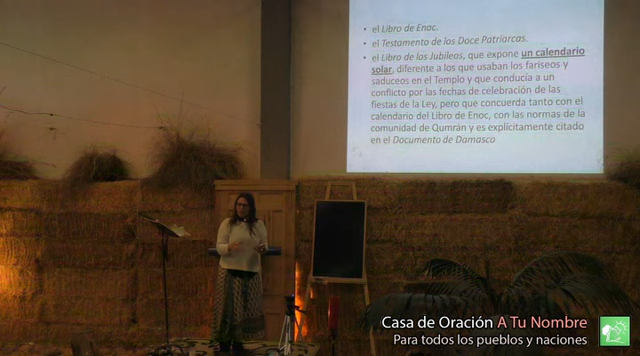 • el Libro de Enac.
• el Testamento de los Doce Patriarcas.
• el Libro de los Jubileos, que expone un calendario
solar, diferente a los que usaban los fariseos y
saduceos en el Templo y que conducía a un
conflicto por las fechas de celebración de las
fiestas de la Ley, pero que concuerda tanto con el
calendario del Libro de Enoc, con las normas de la
comunidad de Qumrán y es explícitamente citado
en el Documento de Damasco
Casa de Oración A Tu Nombre
Para todos los pueblos y naciones